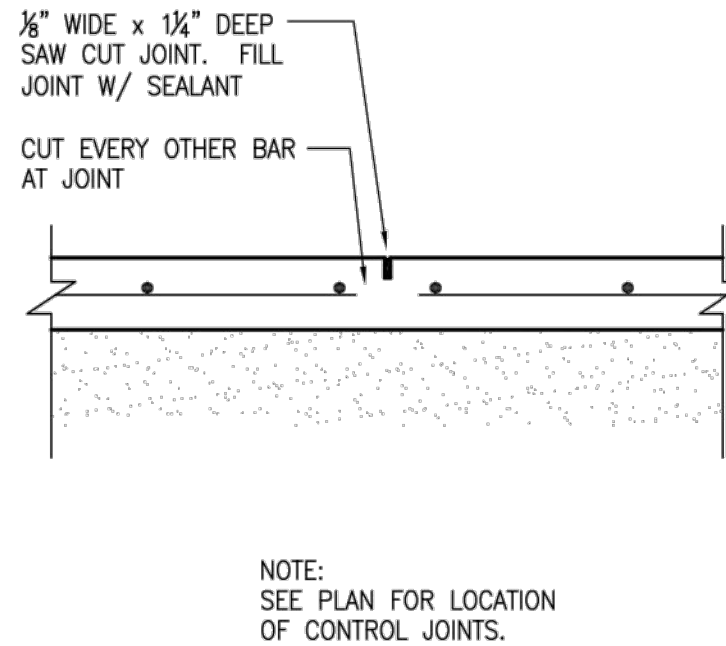 ⅛" WIDE x 1¼" DEEP
SAW CUT JOINT. FILL
JOINT W/ SEALANT
CUT EVERY OTHER BAR
AT JOINT
NOTE:
SEE PLAN FOR LOCATION
OF CONTROL JOINTS.